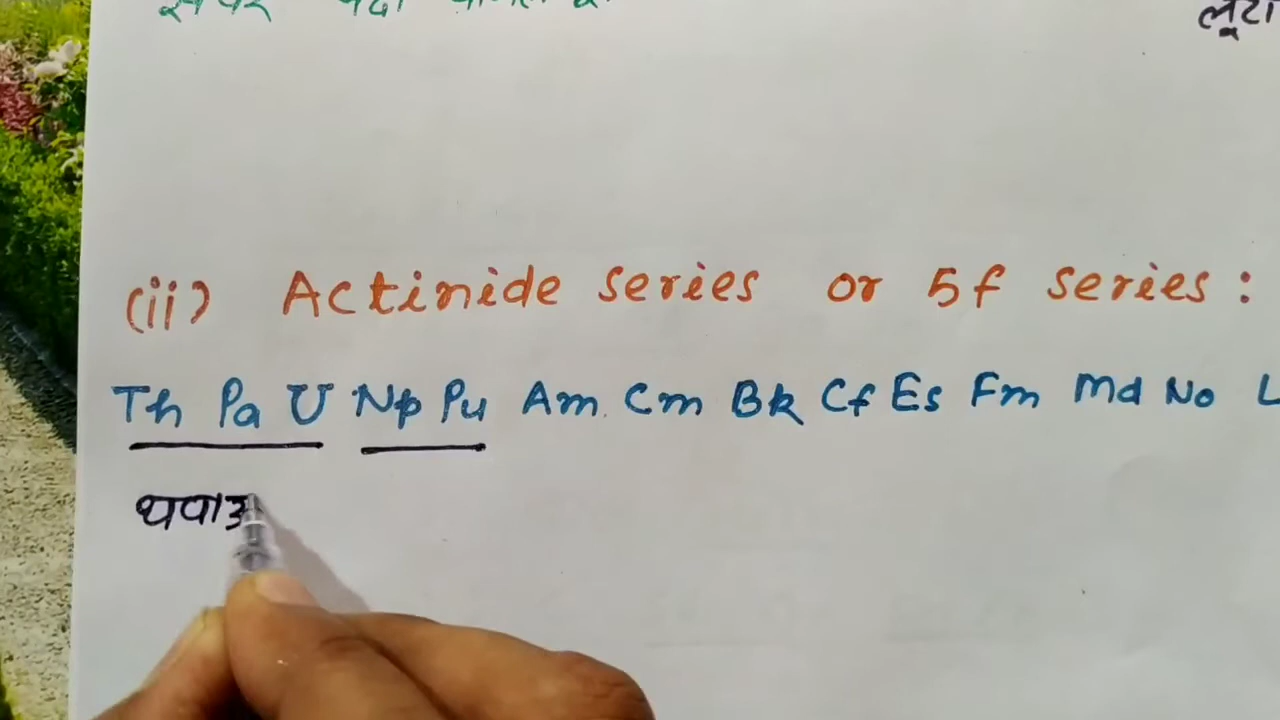 लूटा
(ii) Actinide series or 5f series :
Th Pa U Np Pu Am Cm Bk Cf Es Fm Md No L
थपाउ